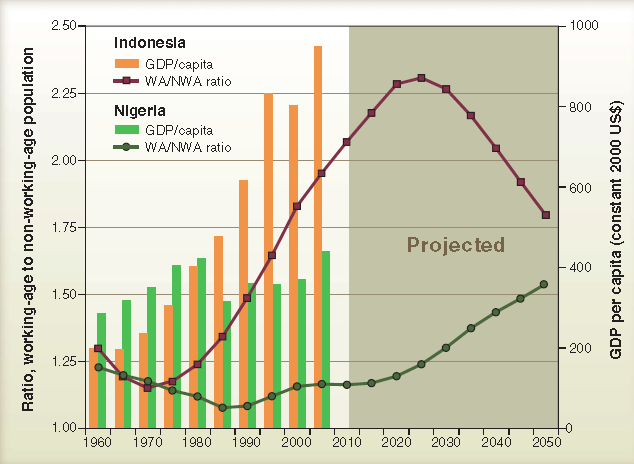 Ratio, working-age to non-working-age population
2.50
2.25
2.00
1.75
1.50
1.25
1.00
Indonesia
GDP/capita
WA/NWA ratio
Nigeria
GDP/capita
WA/NWA ratio
Projected
1000
800
600
400
200
0
GDP per capita (constant 2000 US$)
1960 1970 1980 1990 2000 2010 2020 2030 2040 2050